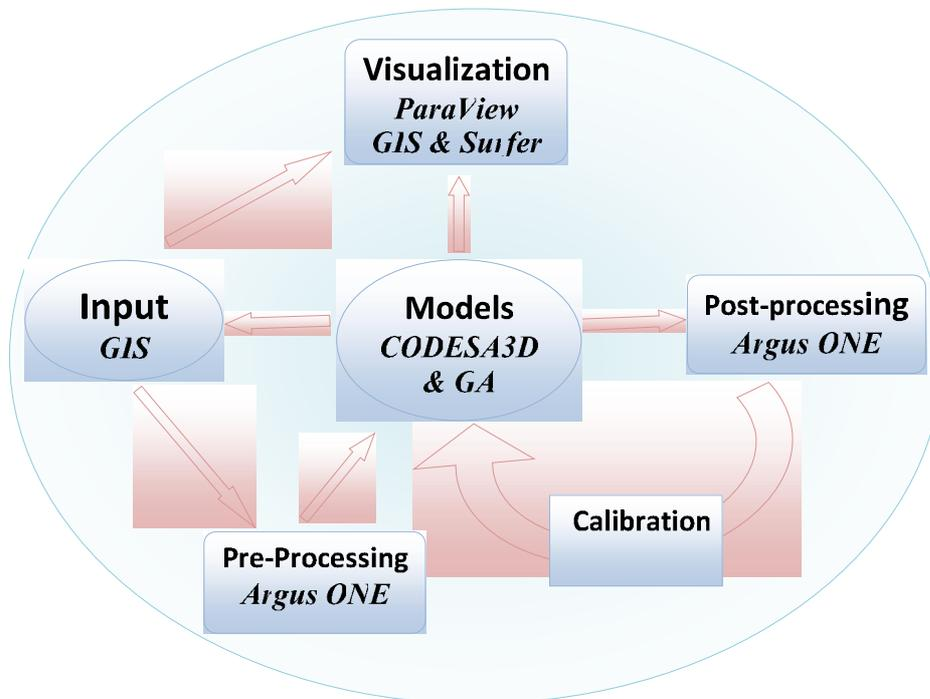 Visualization
ParaView
GIS & Surfer
Input
GIS
Models
CODESA3D
& GA
Post-processing
Argus ONE
Calibration
Pre-Processing
Argus ONE